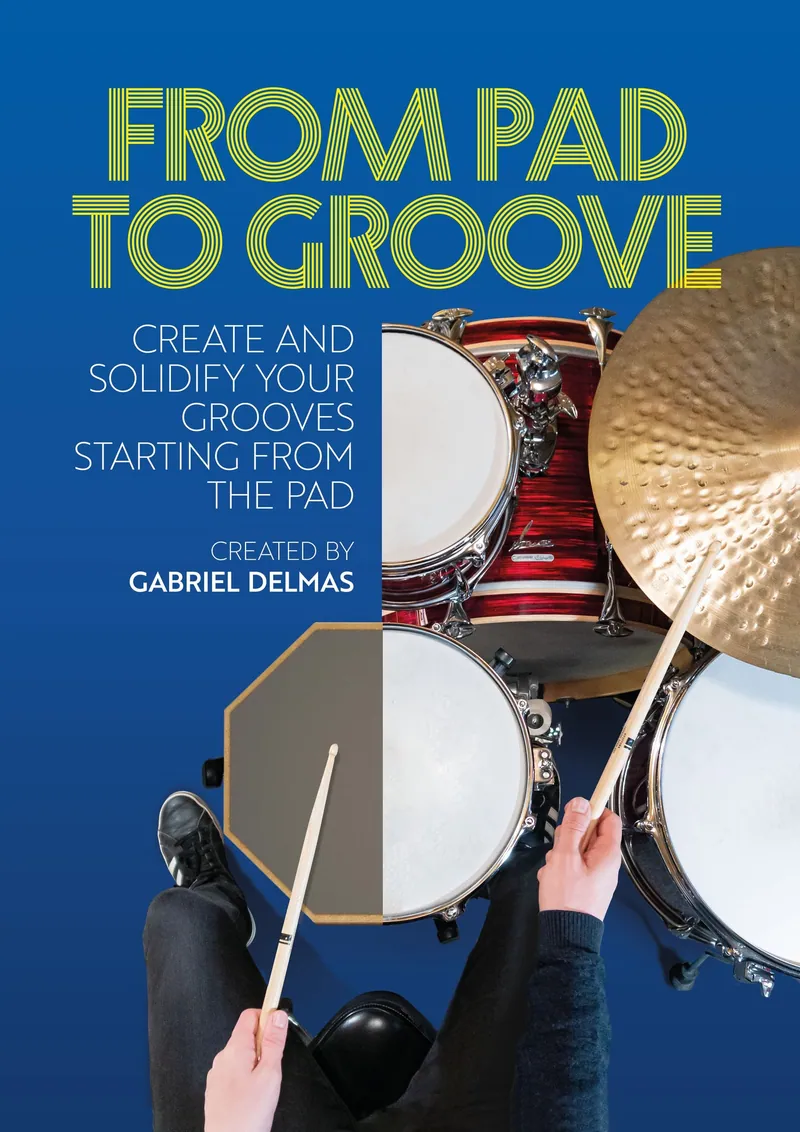 FROM PAD
TO GROOVE
CREATE AND
SOLIDIFY YOUR
GROOVES
STARTING FROM
THE PAD
CREATED BY
GABRIEL DELMAS